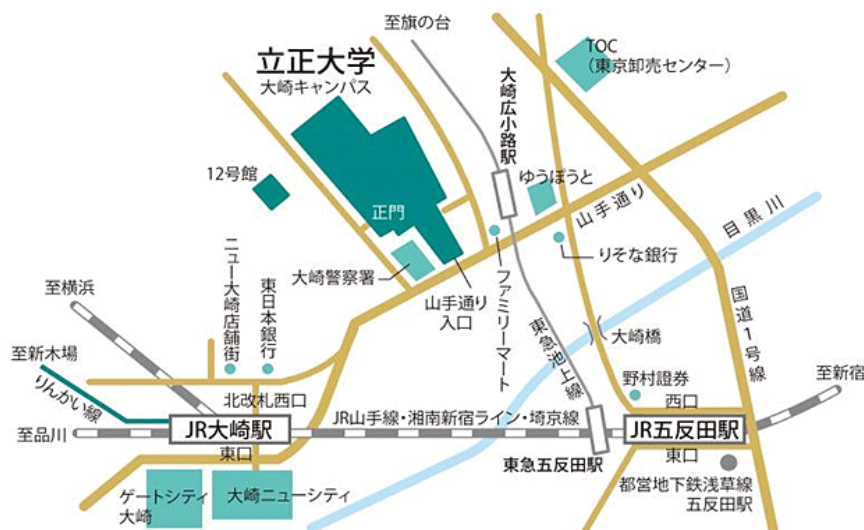 至旗の台
TOC
(東京卸売センター)
立正大学
大崎キャンパス
大崎広小路駅
12号館
ゆうぽうと
山手通り
目黒川
正門
りそな銀行
大崎警察署
山手通り
入口
ファミリーマート
ニュー大崎店舗街
東日本銀行
至横浜
東急池上線
大崎橋
国道1号線
至新木場
りんかい線
野村證券
至新宿
北改札西口
西口
至品川
JR大崎駅
JR山手線・湘南新宿ライン・埼京線
JR五反田駅
東口
東急五反田駅
東口
都営地下鉄浅草線
五反田駅
ゲートシティ
大崎
大崎ニューシティ